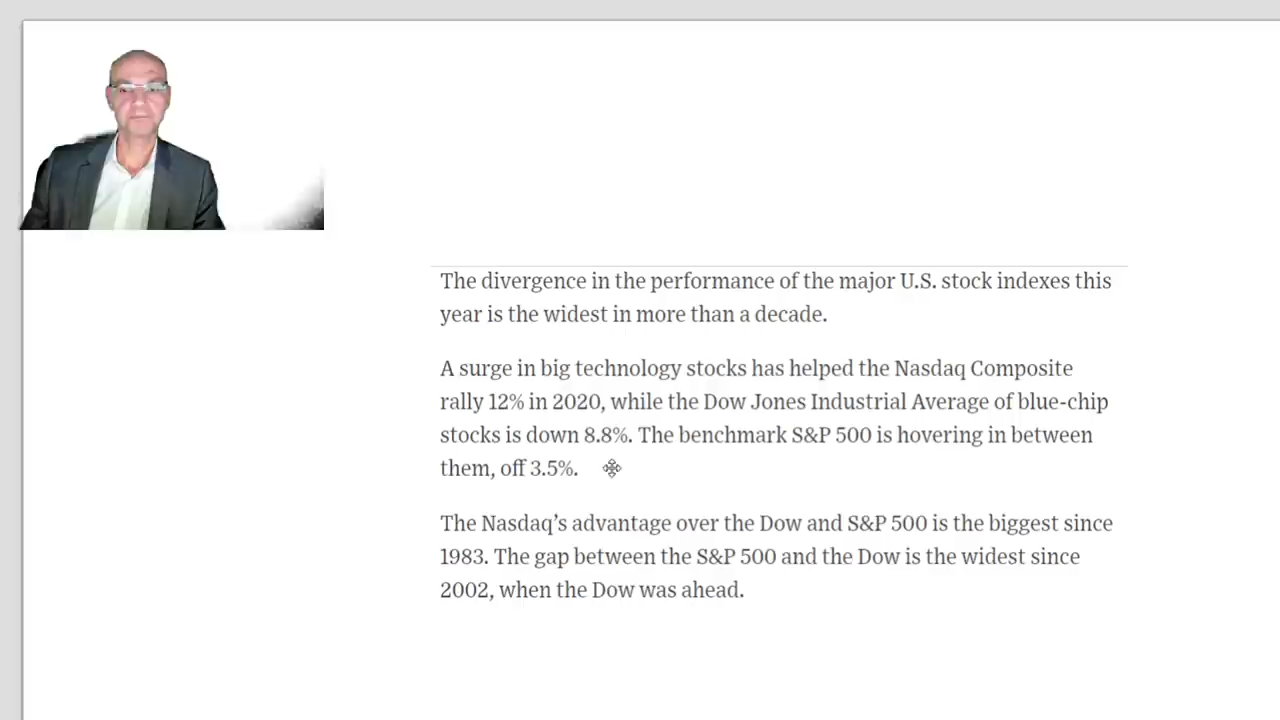 The divergence in the performance of the major U.S. stock indexes this
year is the widest in more than a decade.
A surge in big technology stocks has helped the Nasdaq Composite
rally 12% in 2020, while the Dow Jones Industrial Average of blue-chip
stocks is down 8.8%. The benchmark S&P 500 is hovering in between
them, off 3.5%.
The Nasdaq’s advantage over the Dow and S&P 500 is the biggest since
1983. The gap between the S&P 500 and the Dow is the widest since
2002, when the Dow was ahead.